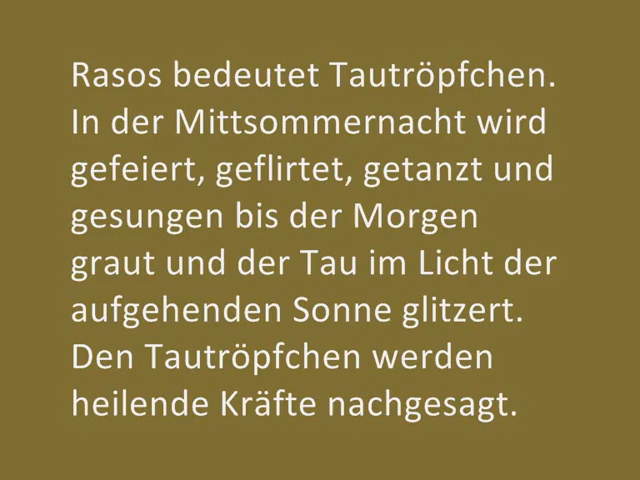 Rasos bedeutet Tautröpfchen.
In der Mittsommernacht wird
gefeiert, geflirtet, getanzt und
gesungen bis der Morgen
graut und der Tau im Licht der
aufgehenden Sonne glitzert.
Den Tautröpfchen werden
heilende Kräfte nachgesagt.